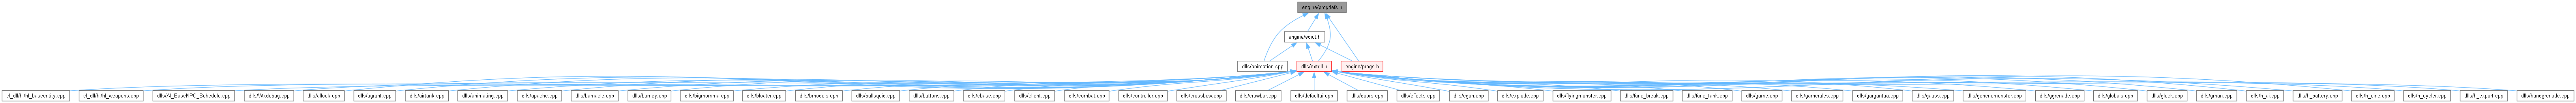 engine/progdefs.h
engine/edict.h
dlls/animation.cpp
dlls/extdll.h
engine/progs.h
cl_dll/hl/hl_baseentity.cpp
cl_dll/hl/hl_weapons.cpp
dlls/AI_BaseNPC_Schedule.cpp
dlls/Wxdebug.cpp
dlls/aflock.cpp
dlls/agrunt.cpp
dlls/airtank.cpp
dlls/animating.cpp
dlls/apache.cpp
dlls/barnacle.cpp
dlls/barney.cpp
dlls/bigmomma.cpp
dlls/bloater.cpp
dlls/bmodels.cpp
dlls/bullsquid.cpp
dlls/buttons.cpp
dlls/cbase.cpp
dlls/client.cpp
dlls/combat.cpp
dlls/controller.cpp
dlls/crossbow.cpp
dlls/crowbar.cpp
dlls/defaultai.cpp
dlls/doors.cpp
dlls/effects.cpp
dlls/egon.cpp
dlls/explode.cpp
dlls/flyingmonster.cpp
dlls/func_break.cpp
dlls/func_tank.cpp
dlls/game.cpp
dlls/gamerules.cpp
dlls/gargantua.cpp
dlls/gauss.cpp
dlls/genericmonster.cpp
dlls/ggrenade.cpp
dlls/globals.cpp
dlls/glock.cpp
dlls/gman.cpp
dlls/h_ai.cpp
dlls/h_battery.cpp
dlls/h_cine.cpp
dlls/h_cycler.cpp
dlls/h_export.cpp
dlls/handgrenade.cpp